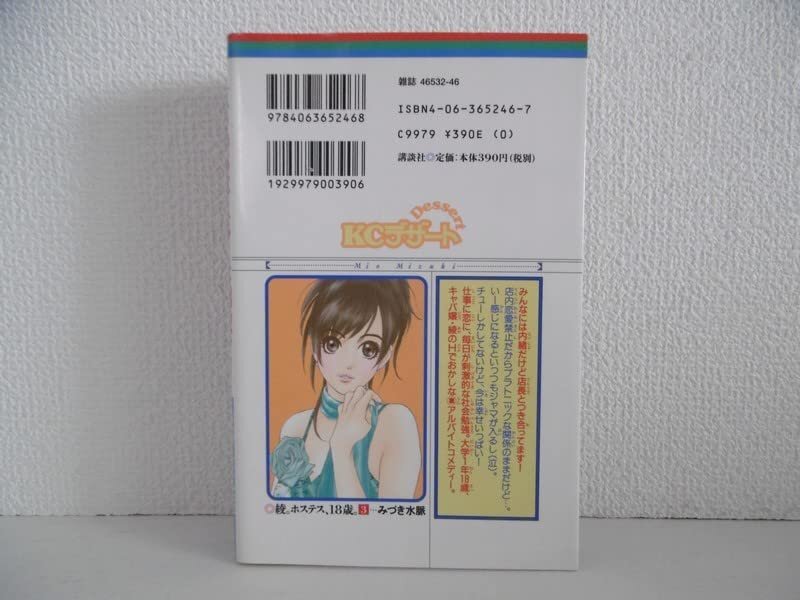 雑誌 46532-46
9784063652468
ISBN4-06-365246-7
C9979 ¥390E (0)
講談社◎定価:本体390円(税別)
1929979003906
Dessert
KCデザート
Mio Mizuki
みんなには内緒だけど店長とつき合ってます!
店内恋愛禁止だからプラトニックな関係のままだけど…。
いー感じになるといっつもジャマが入るし(泣)。
チューしかしてないけど、今は幸せいっぱい!
仕事に恋に、毎日が刺激的な社会勉強。大学1年18歳、
キャバ嬢・綾のHでおかしな㊙アルバイトコメディー。
◎綾。ホステス、18歳。3…みづき水脈